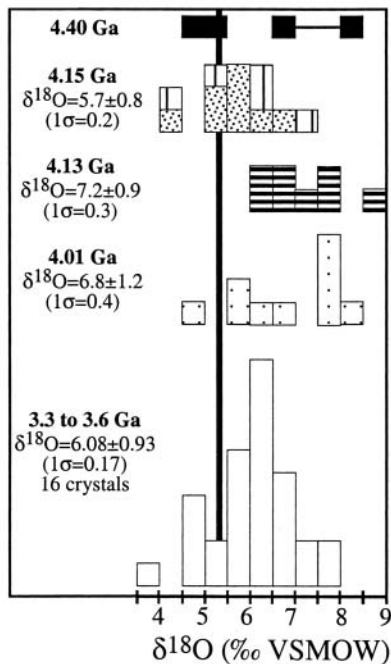 4.40 Ga
4.15 Ga
δ¹⁸O=5.7±0.8
(1σ=0.2)
4.13 Ga
δ¹⁸O=7.2±0.9
(1σ=0.3)
4.01 Ga
δ¹⁸O=6.8±1.2
(1σ=0.4)
3.3 to 3.6 Ga
δ¹⁸O=6.08±0.93
(1σ=0.17)
16 crystals
4 5 6 7 8 9
δ¹⁸O (‰ VSMOW)